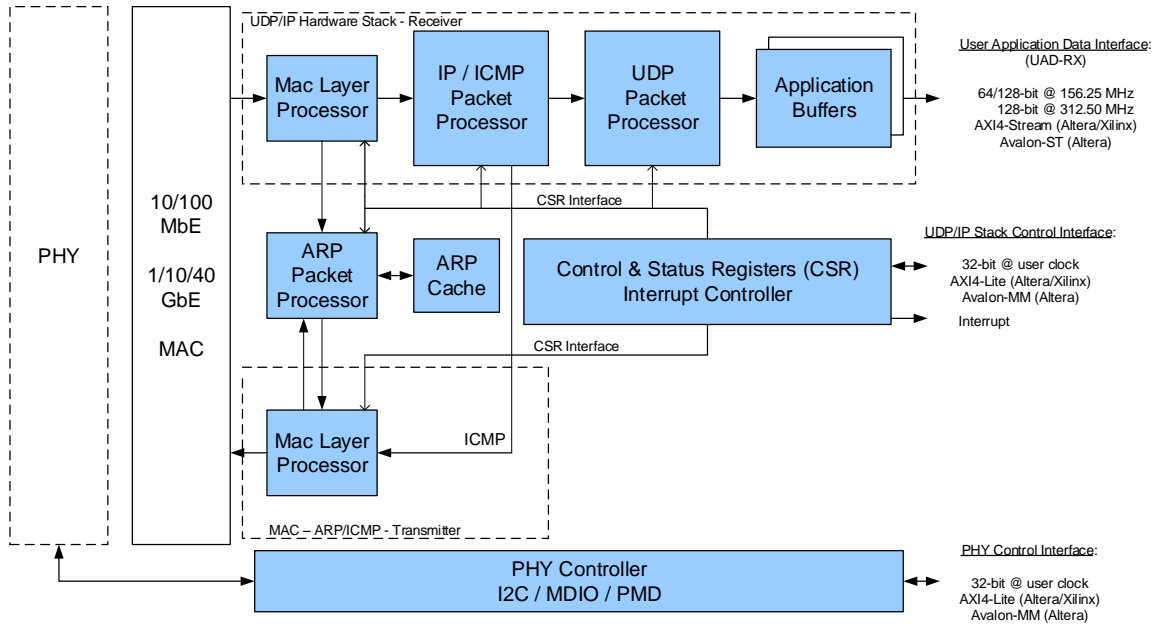 UDP/IP Hardware Stack - Receiver
PHY
10/100
MbE
1/10/40
GbE
MAC
Mac Layer
Processor
IP / ICMP
Packet
Processor
UDP
Packet
Processor
Application
Buffers
User Application Data Interface:
(UAD-RX)
64/128-bit @ 156.25 MHz
128-bit @ 312.50 MHz
AXI4-Stream (Altera/Xilinx)
Avalon-ST (Altera)
CSR Interface
ARP
Packet
Processor
ARP
Cache
Control & Status Registers (CSR)
Interrupt Controller
UDP/IP Stack Control Interface:
32-bit @ user clock
AXI4-Lite (Altera/Xilinx)
Avalon-MM (Altera)
Interrupt
CSR Interface
Mac Layer
Processor
ICMP
MAC – ARP/ICMP - Transmitter
PHY Controller
I2C / MDIO / PMD
PHY Control Interface:
32-bit @ user clock
AXI4-Lite (Altera/Xilinx)
Avalon-MM (Altera)